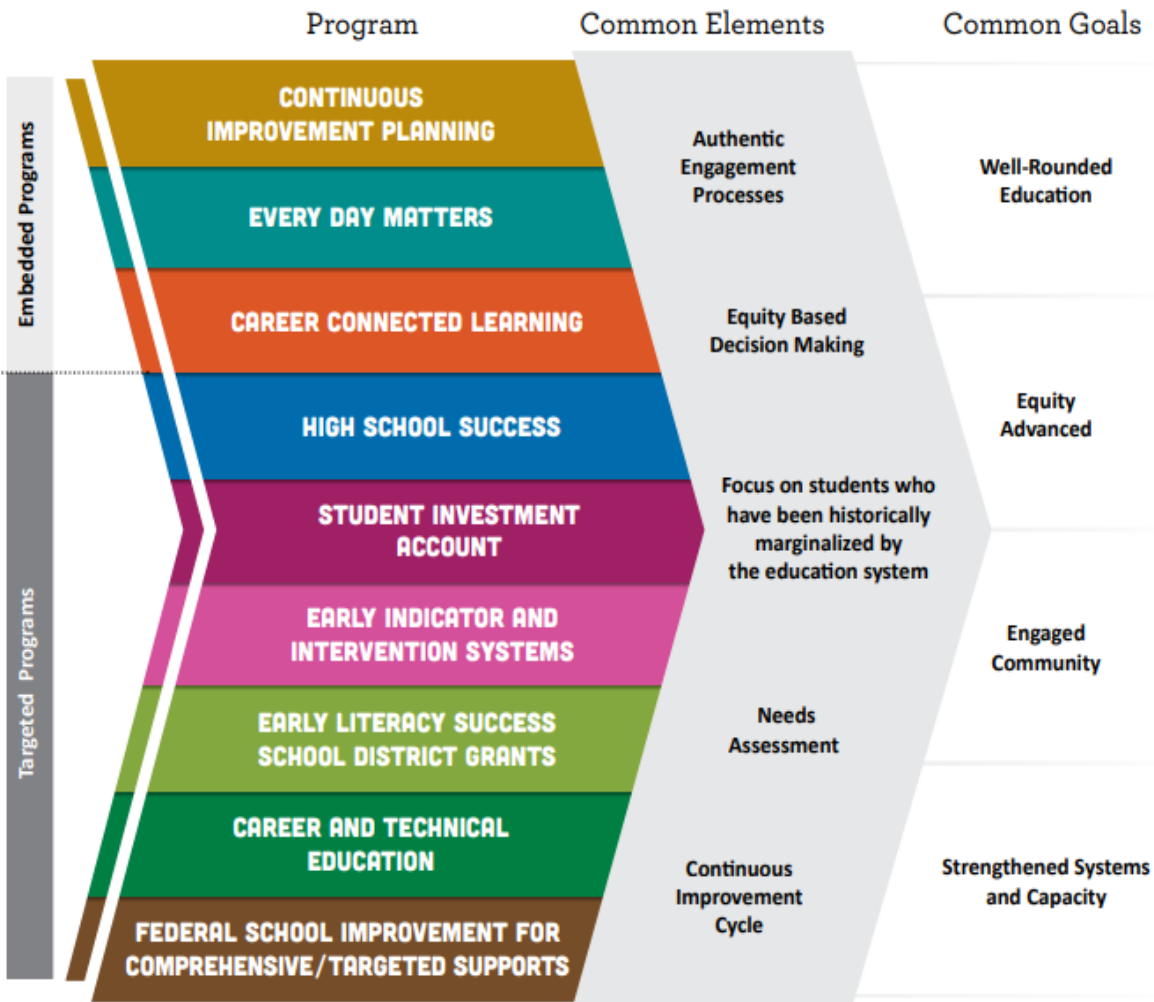 Program
Common Elements
Common Goals
Embedded Programs
Targeted Programs
CONTINUOUS
IMPROVEMENT PLANNING
EVERY DAY MATTERS
CAREER CONNECTED LEARNING
HIGH SCHOOL SUCCESS
STUDENT INVESTMENT
ACCOUNT
EARLY INDICATOR AND
INTERVENTION SYSTEMS
EARLY LITERACY SUCCESS
SCHOOL DISTRICT GRANTS
CAREER AND TECHNICAL
EDUCATION
FEDERAL SCHOOL IMPROVEMENT FOR
COMPREHENSIVE/TARGETED SUPPORTS
Authentic
Engagement
Processes
Equity Based
Decision Making
Focus on students who
have been historically
marginalized by
the education system
Needs
Assessment
Continuous
Improvement
Cycle
Well-Rounded
Education
Equity
Advanced
Engaged
Community
Strengthened Systems
and Capacity